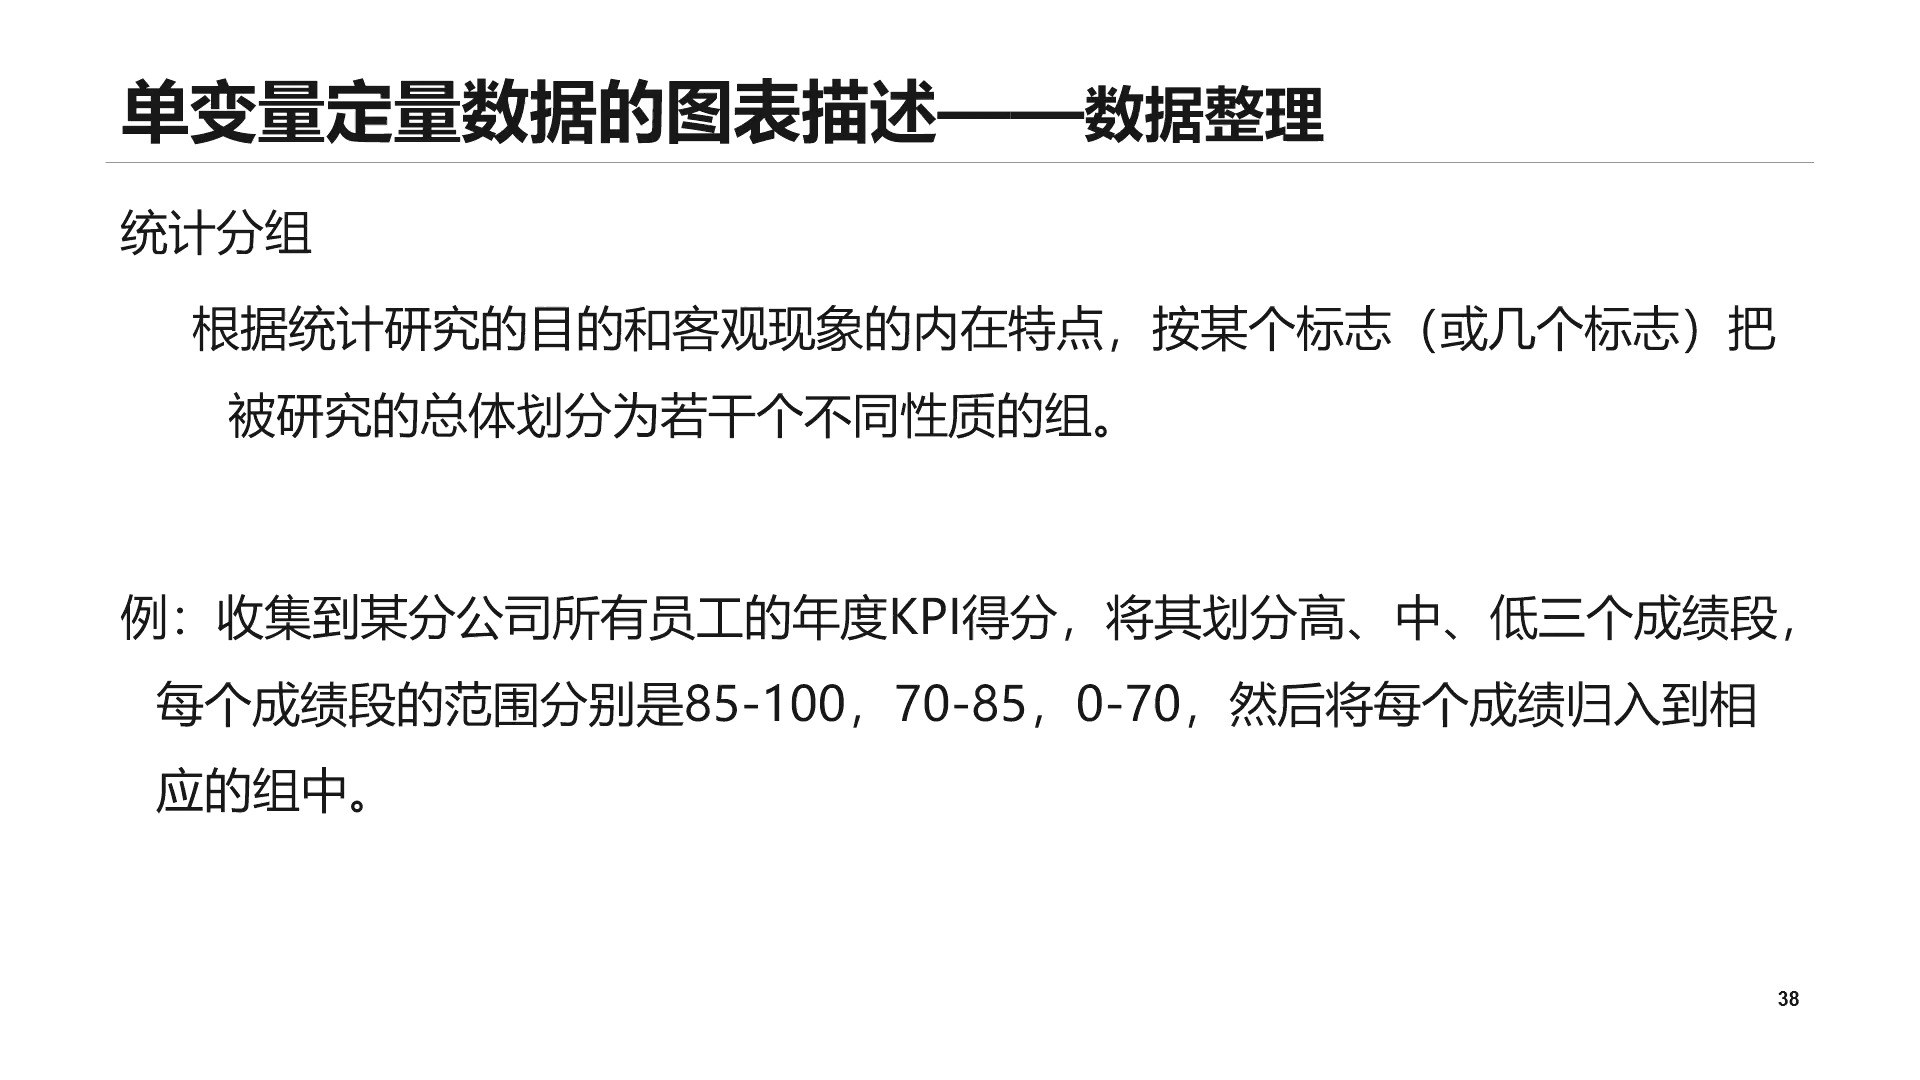 单变量定量数据的图表描述——数据整理
统计分组
根据统计研究的目的和客观现象的内在特点，按某个标志（或几个标志）把
被研究的总体划分为若干个不同性质的组。
例：收集到某分公司所有员工的年度KPI得分，将其划分高、中、低三个成绩段，
每个成绩段的范围分别是85-100，70-85，0-70，然后将每个成绩归入到相
应的组中。
38